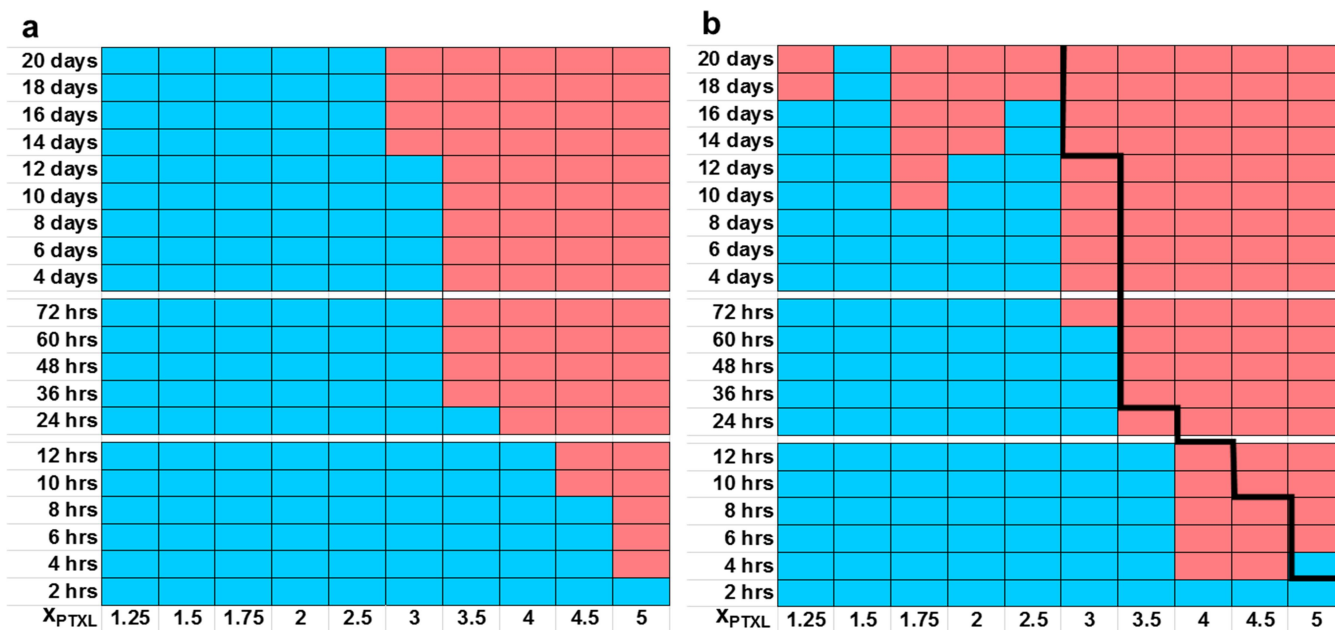 a
20 days
18 days
16 days
14 days
12 days
10 days
8 days
6 days
4 days
72 hrs
60 hrs
48 hrs
36 hrs
24 hrs
12 hrs
10 hrs
8 hrs
6 hrs
4 hrs
2 hrs
XPTXL 1.25 1.5 1.75 2 2.5 3 3.5 4 4.5 5
b
20 days
18 days
16 days
14 days
12 days
10 days
8 days
6 days
4 days
72 hrs
60 hrs
48 hrs
36 hrs
24 hrs
12 hrs
10 hrs
8 hrs
6 hrs
4 hrs
2 hrs
XPTXL 1.25 1.5 1.75 2 2.5 3 3.5 4 4.5 5